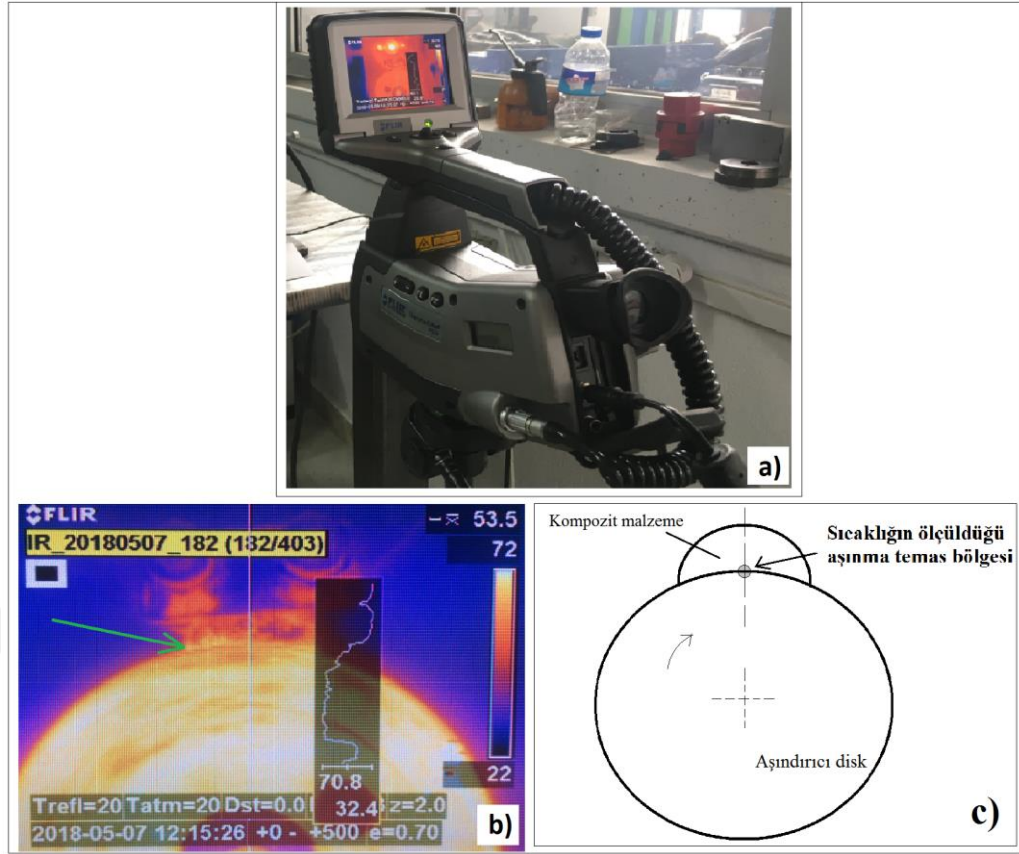 FLIR
FLIR
a)
FLIR
53.5
IR_20180507_182 (182/403)
72
70.8
22
32.4
Trefl=20 Tatm=20 Dst=0.0 z=2.0
2018-05-07 12:15:26 +0 - +500 e=0.70
b)
Kompozit malzeme
Sıcaklığın ölçüldüğü
aşınma temas bölgesi
Aşındırıcı disk
c)